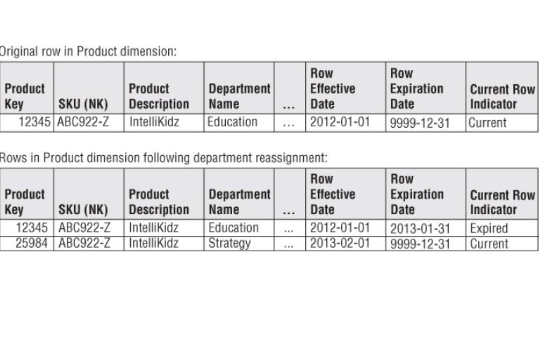 Original row in Product dimension:
Product Key SKU (NK) Product Description Department Name ... Row Effective Date Row Expiration Date Current Row Indicator
12345 ABC922-Z IntelliKidz Education ... 2012-01-01 9999-12-31 Current
Rows in Product dimension following department reassignment:
Product Key SKU (NK) Product Description Department Name ... Row Effective Date Row Expiration Date Current Row Indicator
12345 ABC922-Z IntelliKidz Education ... 2012-01-01 2013-01-31 Expired
25984 ABC922-Z IntelliKidz Strategy ... 2013-02-01 9999-12-31 Current